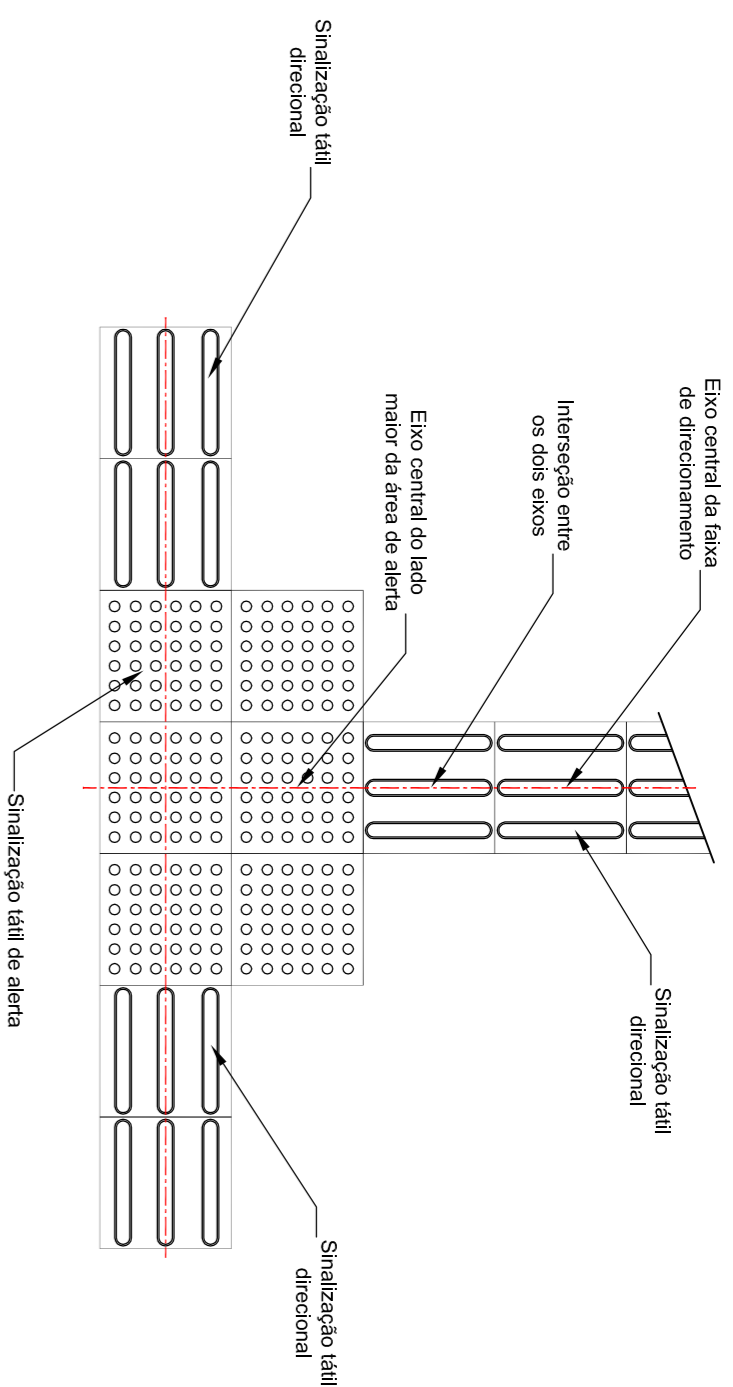 Sinalização tátil
direcional
Eixo central da faixa
de direcionamento
Interseção entre
os dois eixos
Eixo central do lado
maior da área de alerta
Sinalização tátil
direcional
Sinalização tátil de alerta
Sinalização tátil
direcional